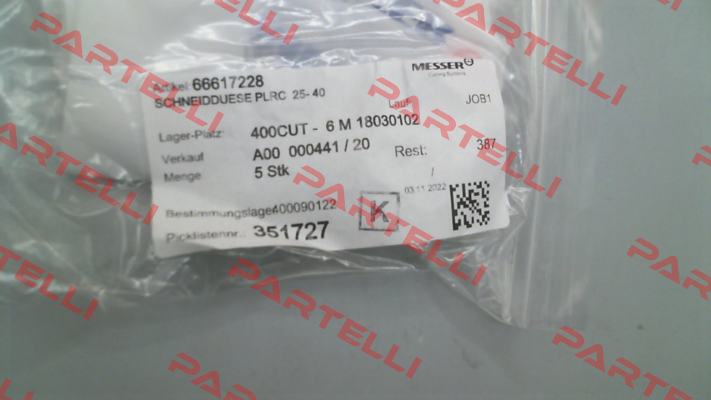 MESSER
Cutting Solutions
Artikel 66617228
SCHNEIDDUESE PLRC 25-40
Lauf JOB1
Lager-Platz: 400CUT - 6 M 18030102
Verkauf A00 000441 / 20 Rest: 387
Menge 5 Stk /
03.11.2022
K
Bestimmungslage400090122
Picklistennr.: 351727
PARTELLI
PARTELLI
PARTELLI
PARTELLI
PARTELLI
PARTELLI
PARTELLI
PARTELLI
PARTELLI